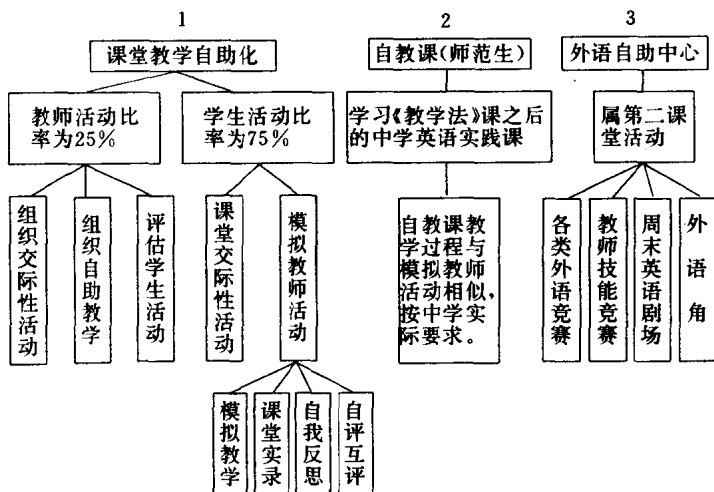 1
课堂教学自助化
教师活动比
率为25%
学生活动比
率为75%
组织交际性活动
组织自助教学
评估学生活动
课堂交际性活动
模拟教师活动
模拟教学
课堂实录
自我反思
自评互评
2
自教课(师范生)
学习《教学法》课之后
的中学英语实践课
自教课教
学过程与
模拟教师
活动相似,
按中学实
际要求。
3
外语自助中心
属第二课
堂活动
各类外语竞赛
教师技能竞赛
周末英语剧场
外语角